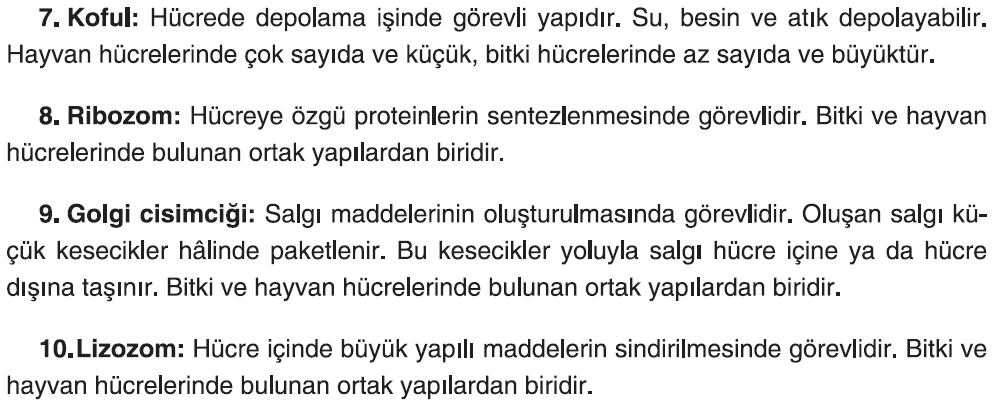 7. Koful: Hücrede depolama işinde görevli yapıdır. Su, besin ve atık depolayabilir.
Hayvan hücrelerinde çok sayıda ve küçük, bitki hücrelerinde az sayıda ve büyüktür.
8. Ribozom: Hücreye özgü proteinlerin sentezlenmesinde görevlidir. Bitki ve hayvan
hücrelerinde bulunan ortak yapılardan biridir.
9. Golgi cisimciği: Salgı maddelerinin oluşturulmasında görevlidir. Oluşan salgı kü-
çük kesecikler hâlinde paketlenir. Bu kesecikler yoluyla salgı hücre içine ya da hücre
dışına taşınır. Bitki ve hayvan hücrelerinde bulunan ortak yapılardan biridir.
10.Lizozom: Hücre içinde büyük yapılı maddelerin sindirilmesinde görevlidir. Bitki ve
hayvan hücrelerinde bulunan ortak yapılardan biridir.